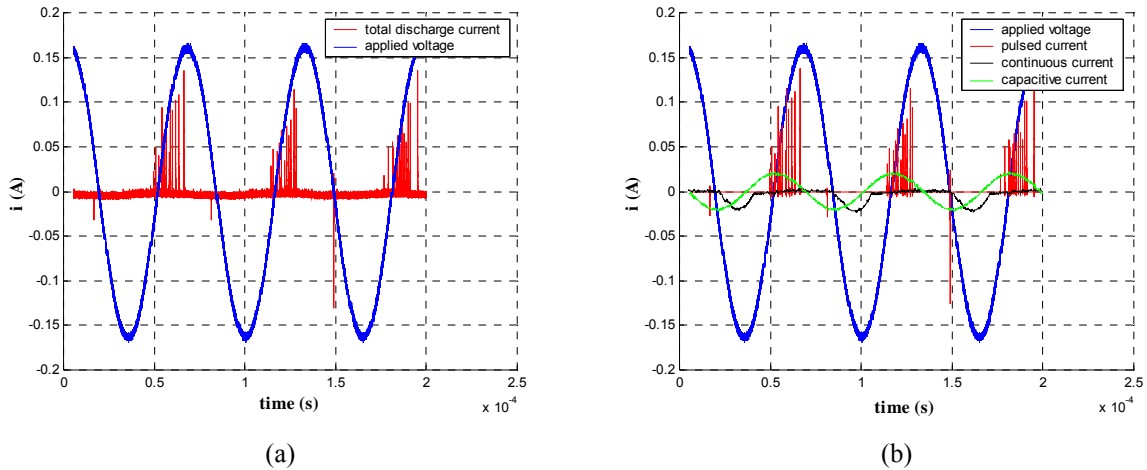 total discharge current
applied voltage
i (A)
0.2
0.15
0.1
0.05
0
-0.05
-0.1
-0.15
-0.2
0
0.5
1
1.5
2
2.5
time (s)
x 10⁻⁴
(a)
applied voltage
pulsed current
continuous current
capacitive current
i (A)
0.2
0.15
0.1
0.05
0
-0.05
-0.1
-0.15
-0.2
0
0.5
1
1.5
2
2.5
time (s)
x 10⁻⁴
(b)